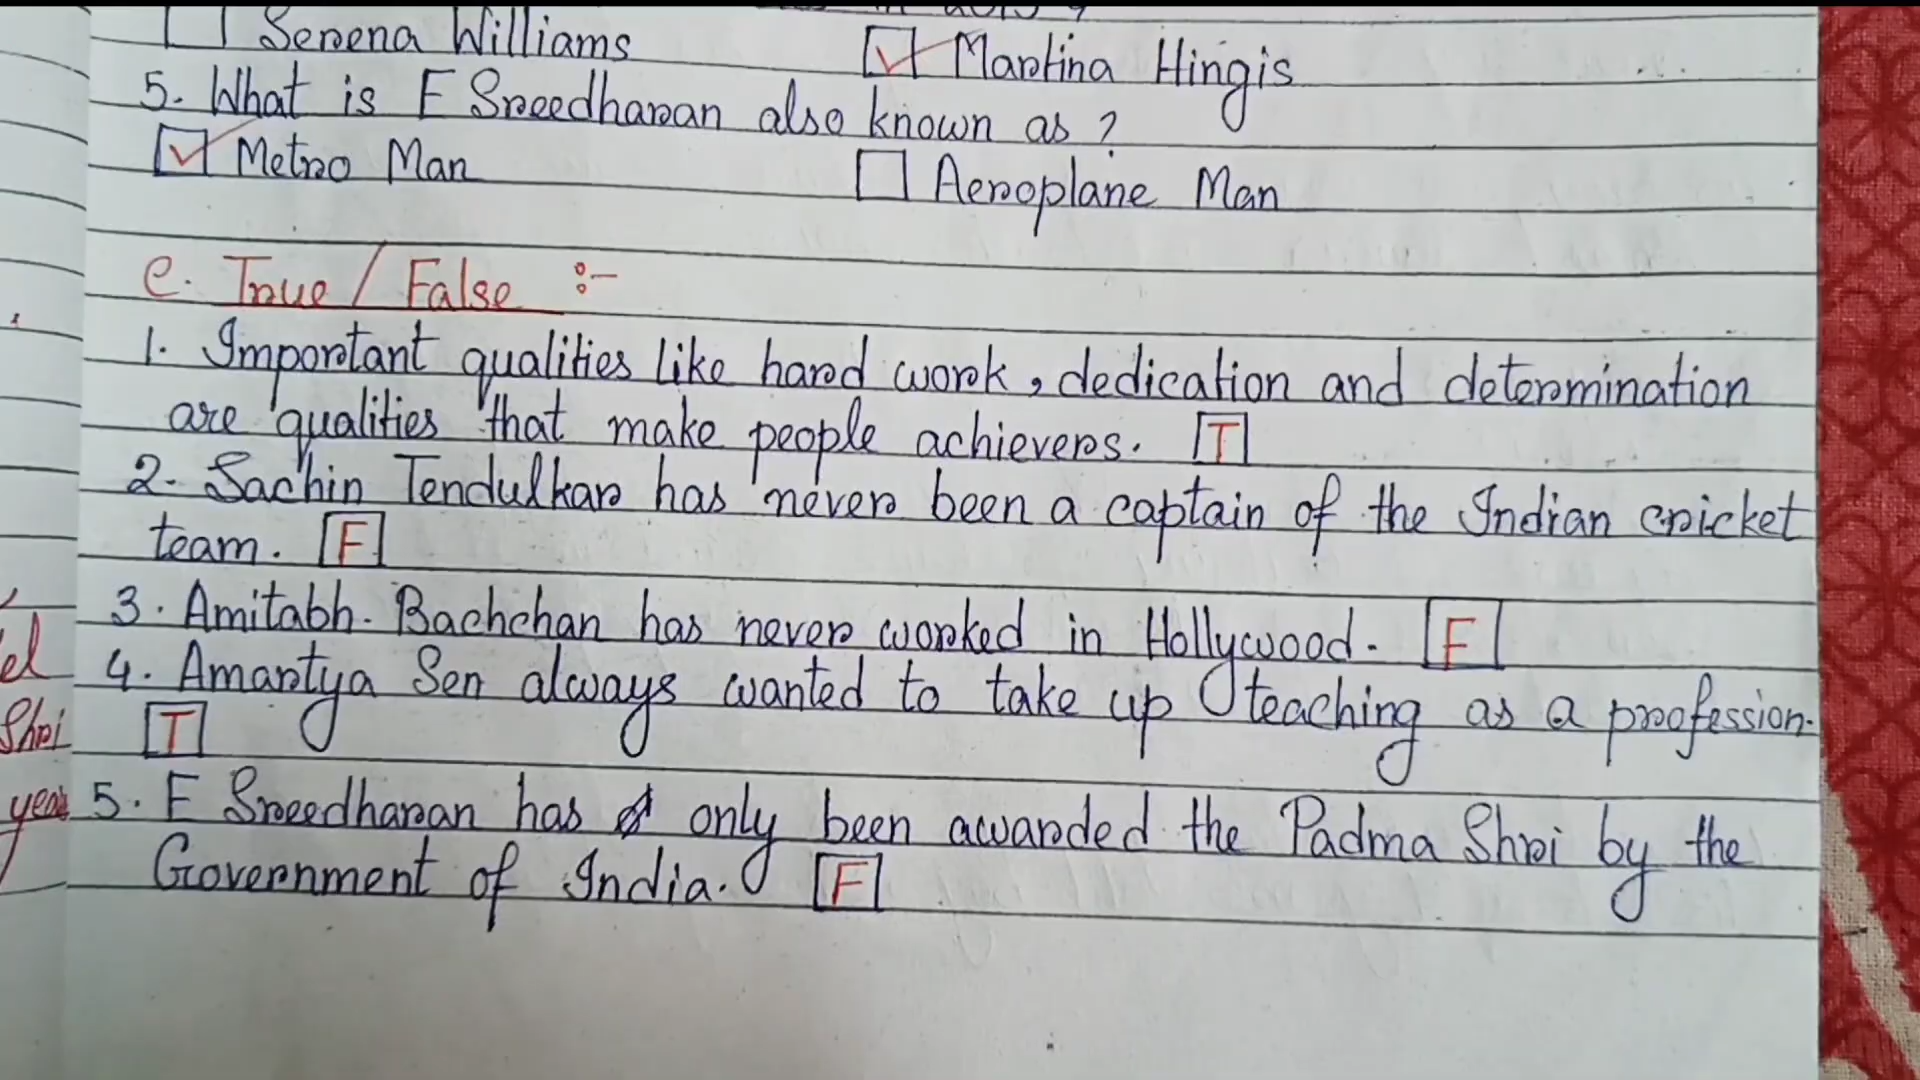 Serena Williams ☑ Martina Hingis
5. What is E Sreedharan also known as ?
☑ Metro Man ☐ Aeroplane Man
e. True / False :-
1. Important qualities like hard work, dedication and determination
are qualities that make people achievers. T
2. Sachin Tendulkar has never been a captain of the Indian cricket
team. F
3. Amitabh Bachchan has never worked in Hollywood. F
4. Amartya Sen always wanted to take up teaching as a profession.
T
5. E Sreedharan has only been awarded the Padma Shri by the
Government of India. F
el
Shri
year